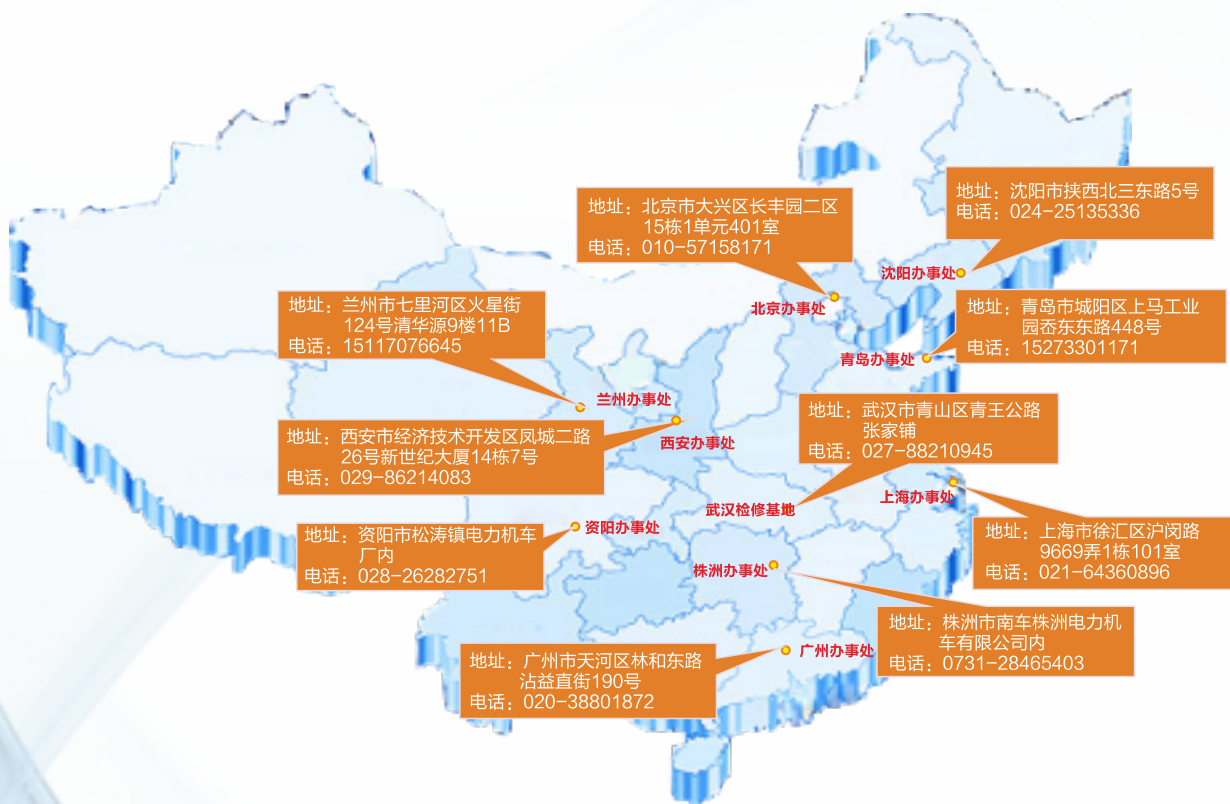 地址：沈阳市挟西北三东路5号
电话：024-25135336
沈阳办事处
地址：北京市大兴区长丰园二区
15栋1单元401室
电话：010-57158171
北京办事处
地址：青岛市城阳区上马工业
园岙东东路448号
电话：15273301171
青岛办事处
地址：兰州市七里河区火星街
124号清华源9楼11B
电话：15117076645
兰州办事处
地址：西安市经济技术开发区凤城二路
26号新世纪大厦14栋7号
电话：029-86214083
西安办事处
地址：武汉市青山区青王公路
张家铺
电话：027-88210945
武汉检修基地
上海办事处
地址：上海市徐汇区沪闵路
9669弄1栋101室
电话：021-64360896
地址：资阳市松涛镇电力机车
厂内
电话：028-26282751
资阳办事处
株洲办事处
地址：株洲市南车株洲电力机
车有限公司内
电话：0731-28465403
地址：广州市天河区林和东路
沾益直街190号
电话：020-38801872
广州办事处